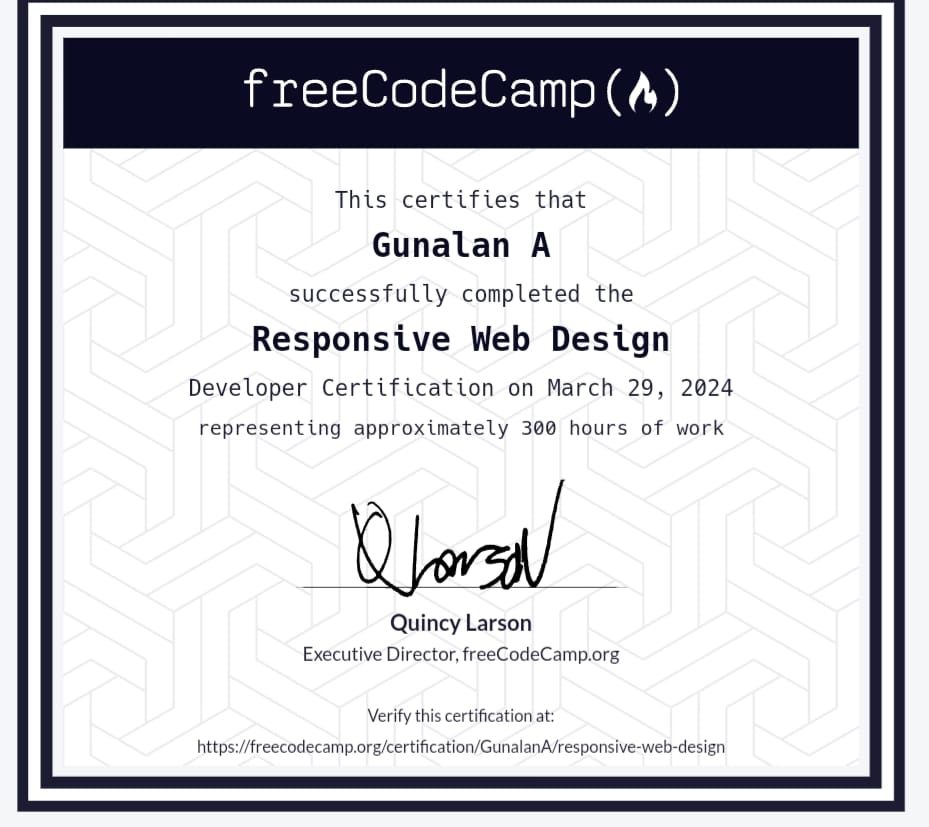 freeCodeCamp
This certifies that
Gunalan A
successfully completed the
Responsive Web Design
Developer Certification on March 29, 2024
representing approximately 300 hours of work
Quincy Larson
Executive Director, freeCodeCamp.org
Verify this certification at:
https://freecodecamp.org/certification/GunalanA/responsive-web-design